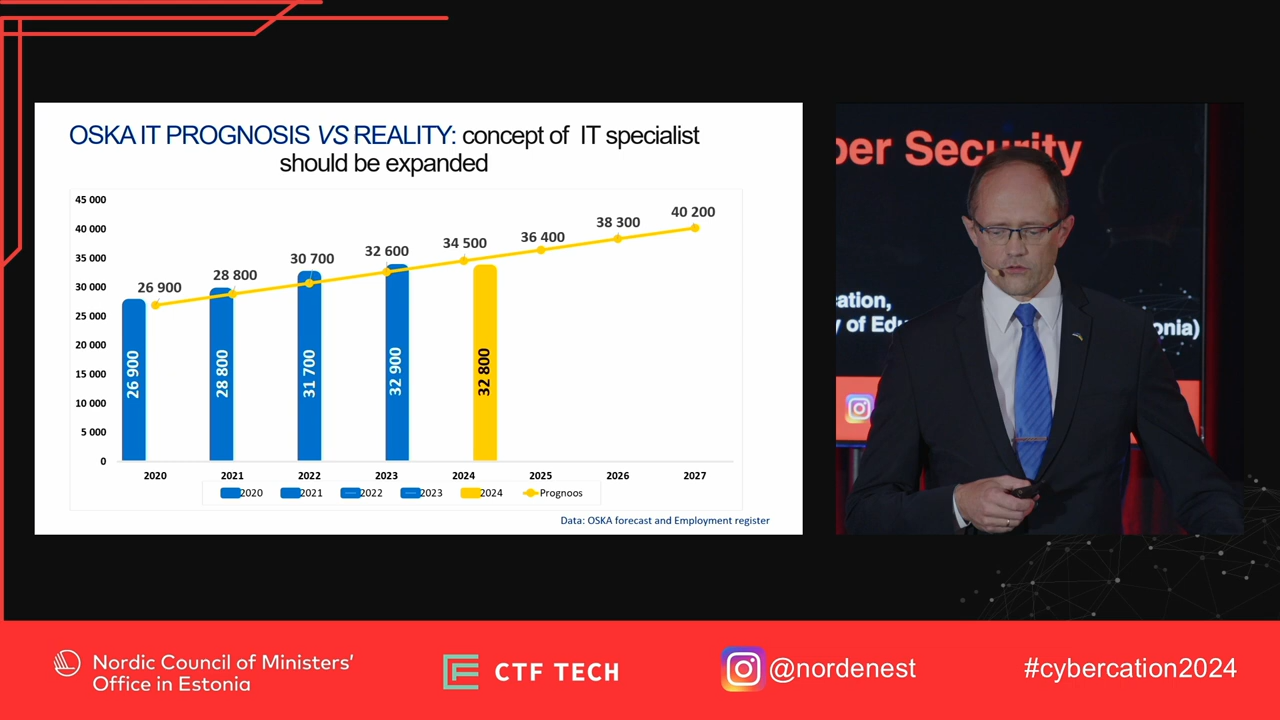 OSKA IT PROGNOSIS VS REALITY: concept of IT specialist
should be expanded
45 000
40 000
35 000
30 000
25 000
20 000
15 000
10 000
5 000
0
26 900
28 800
30 700
32 600
34 500
36 400
38 300
40 200
26 900
28 800
31 700
32 900
32 800
2020 2021 2022 2023 2024 2025 2026 2027
2020 2021 2022 2023 2024 Prognoos
Data: OSKA forecast and Employment register
Security
onia)
Nordic Council of Ministers'
Office in Estonia
CTF TECH
@nordenest
#cybercation2024